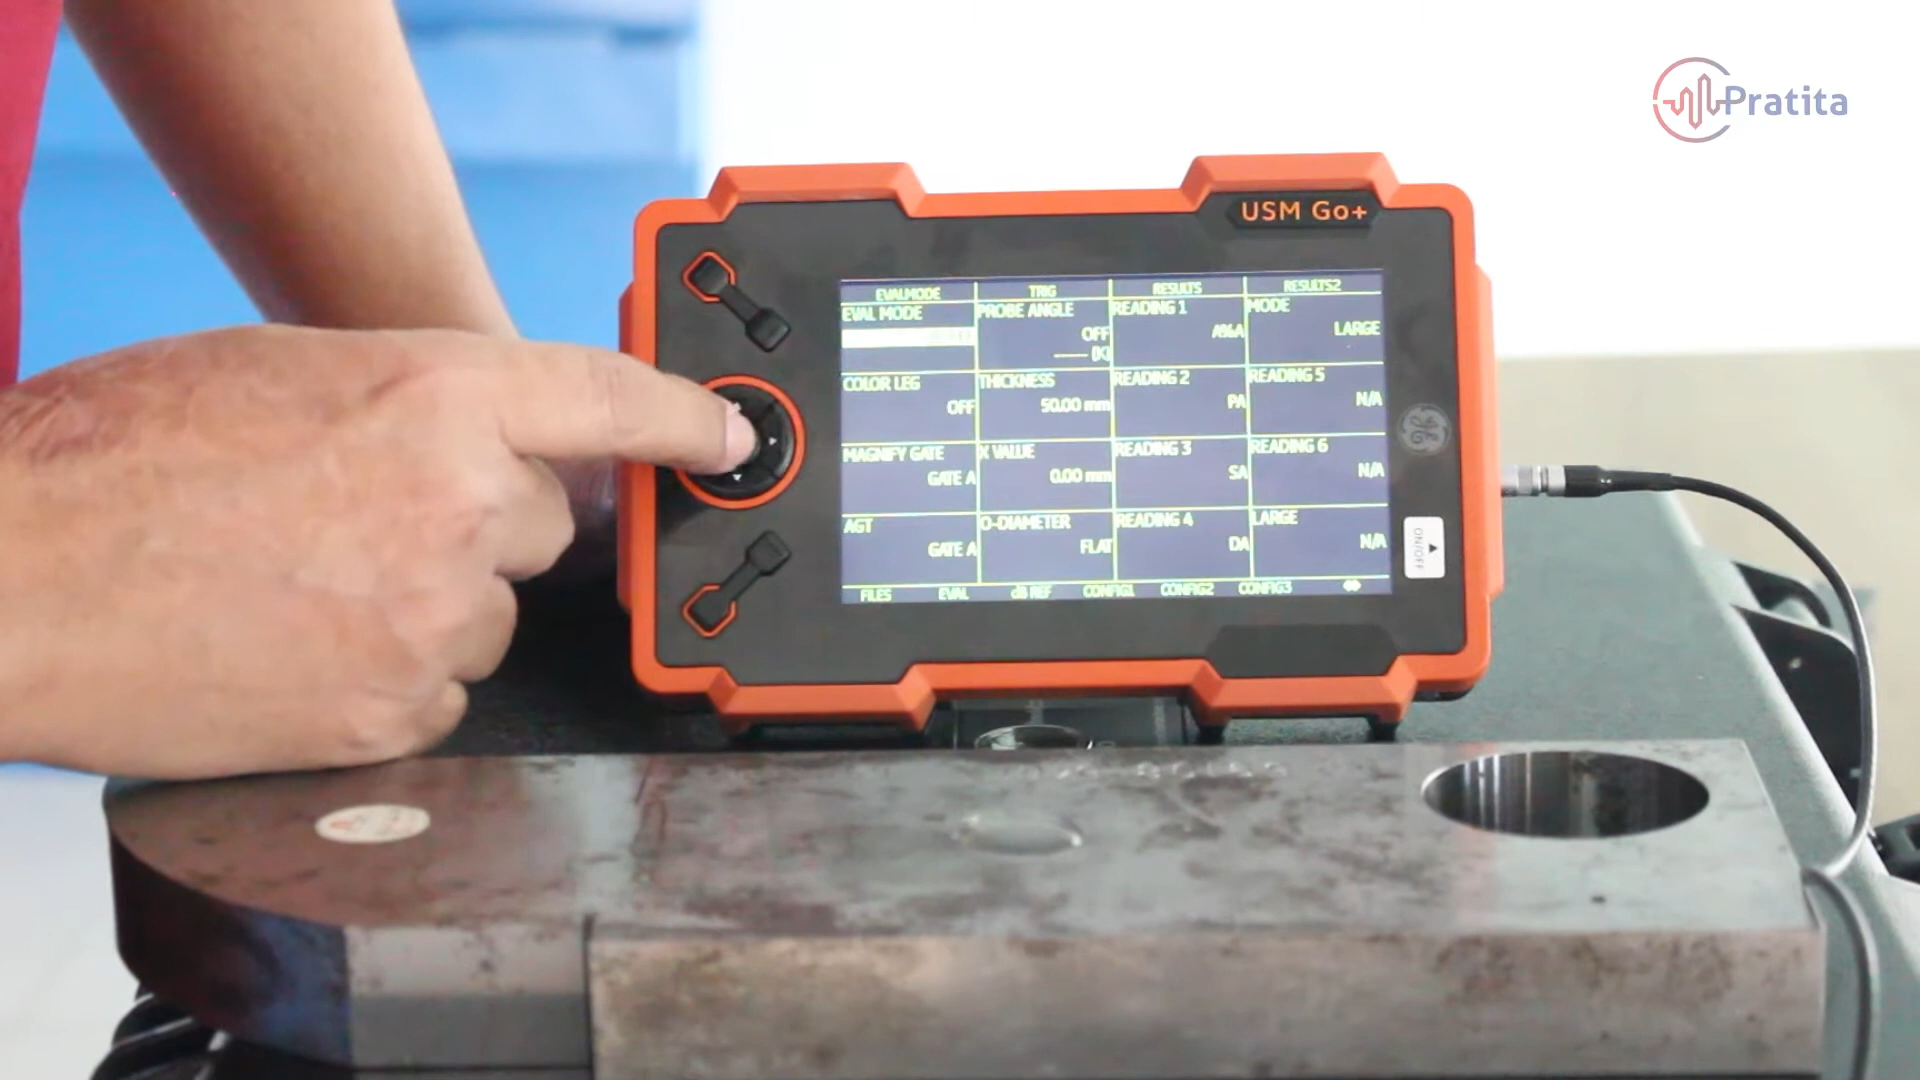 Pratita
USM Go+
EVALMODE TRIG RESULTS RESULTS2
EVAL MODE PROBE ANGLE READING 1 MODE
OFF A%A LARGE
[K]
COLOR LEG THICKNESS READING 2 READING 5
OFF 50.00 mm PA N/A
MAGNIFY GATE X VALUE READING 3 READING 6
GATE A 0.00 mm SA N/A
AGT O-DIAMETER READING 4 LARGE
GATE A FLAT DA N/A
FILES EVAL dB REF CONFIG1 CONFIG2 CONFIG3
ON/OFF